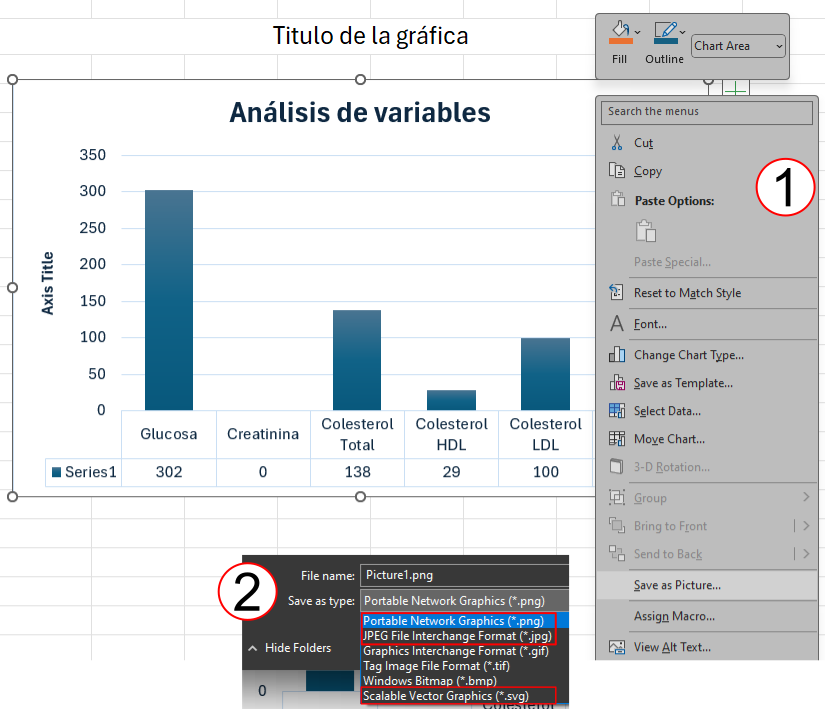 Titulo de la gráfica
Fill
Outline
Chart Area
Análisis de variables
350
300
250
200
150
100
50
0
Axis Title
Glucosa Creatinina Colesterol Total Colesterol HDL Colesterol LDL
Series1 302 0 138 29 100
Search the menus
Cut
Copy
Paste Options:
Paste Special...
Reset to Match Style
Font...
Change Chart Type...
Save as Template...
Select Data...
Move Chart...
3-D Rotation...
Group
Bring to Front
Send to Back
Save as Picture...
Assign Macro...
View Alt Text...
1
2
File name: Picture1.png
Save as type: Portable Network Graphics (*.png)
Portable Network Graphics (*.png)
JPEG File Interchange Format (*.jpg)
Graphics Interchange Format (*.gif)
Tag Image File Format (*.tif)
Windows Bitmap (*.bmp)
Scalable Vector Graphics (*.svg)
Hide Folders
0
Colesterol